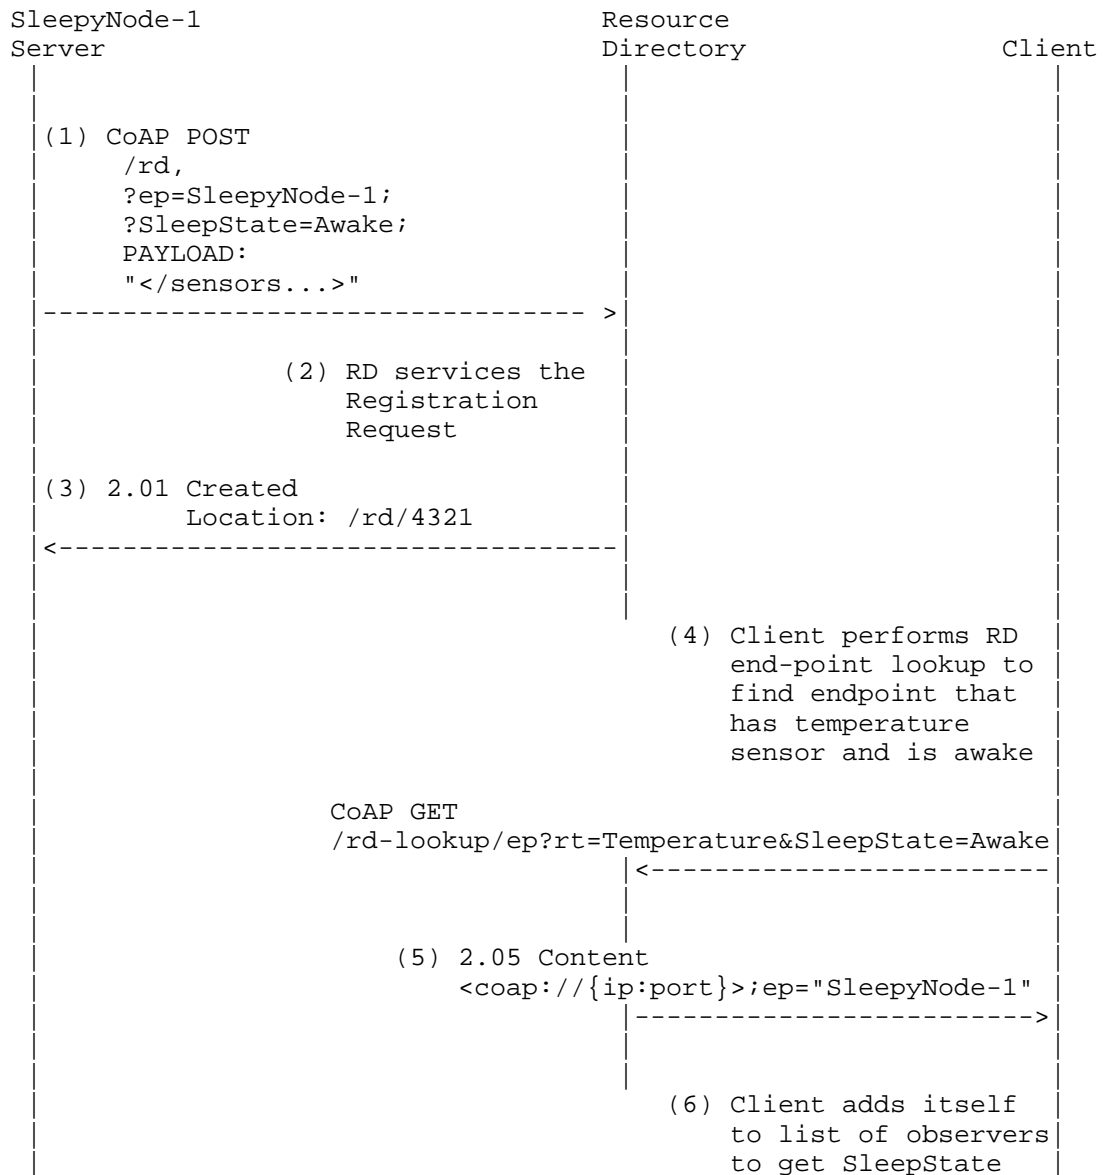 SleepyNode-1 Resource
Server Directory Client
(1) CoAP POST
/rd,
?ep=SleepyNode-1;
?SleepState=Awake;
PAYLOAD:
"</sensors...>"
---------------------------------- >
(2) RD services the
Registration
Request
(3) 2.01 Created
Location: /rd/4321
<-----------------------------------
(4) Client performs RD
end-point lookup to
find endpoint that
has temperature
sensor and is awake
CoAP GET
/rd-lookup/ep?rt=Temperature&SleepState=Awake
<-------------------------
(5) 2.05 Content
<coap://{ip:port}>;ep="SleepyNode-1"
------------------------->
(6) Client adds itself
to list of observers
to get SleepState